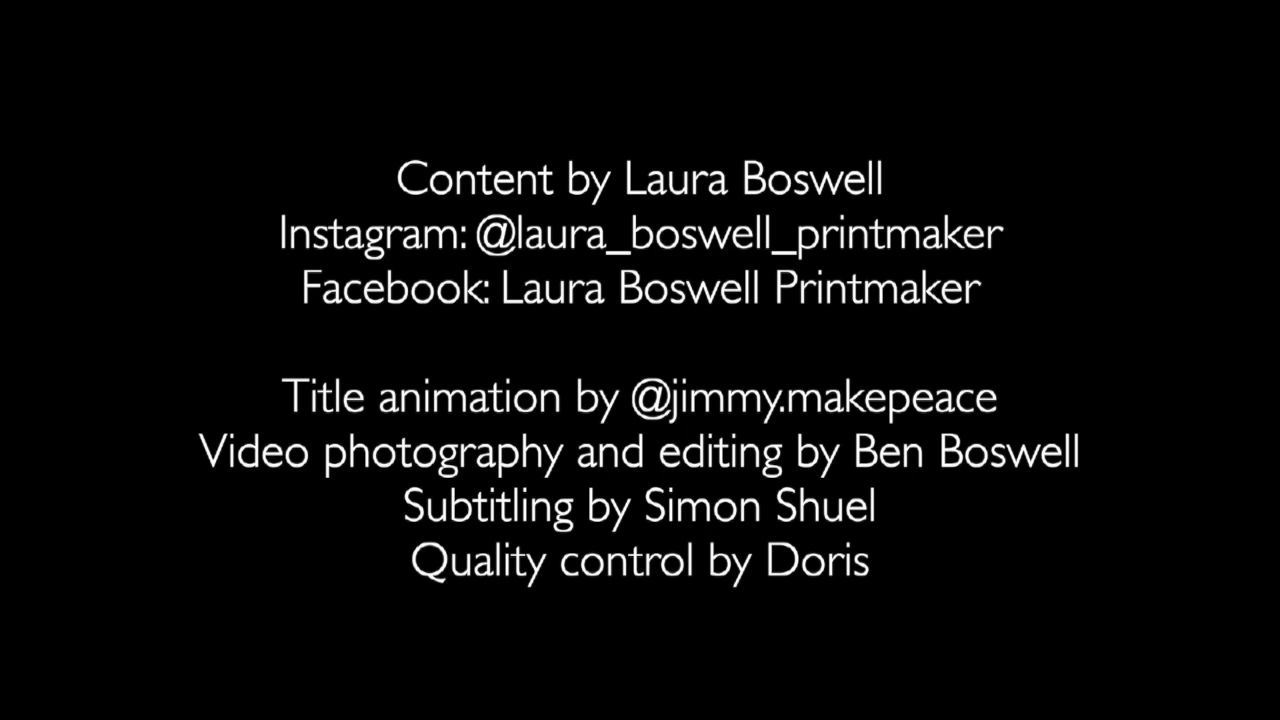 Content by Laura Boswell
Instagram: @laura_boswell_printmaker
Facebook: Laura Boswell Printmaker
Title animation by @jimmy.makepeace
Video photography and editing by Ben Boswell
Subtitling by Simon Shuel
Quality control by Doris